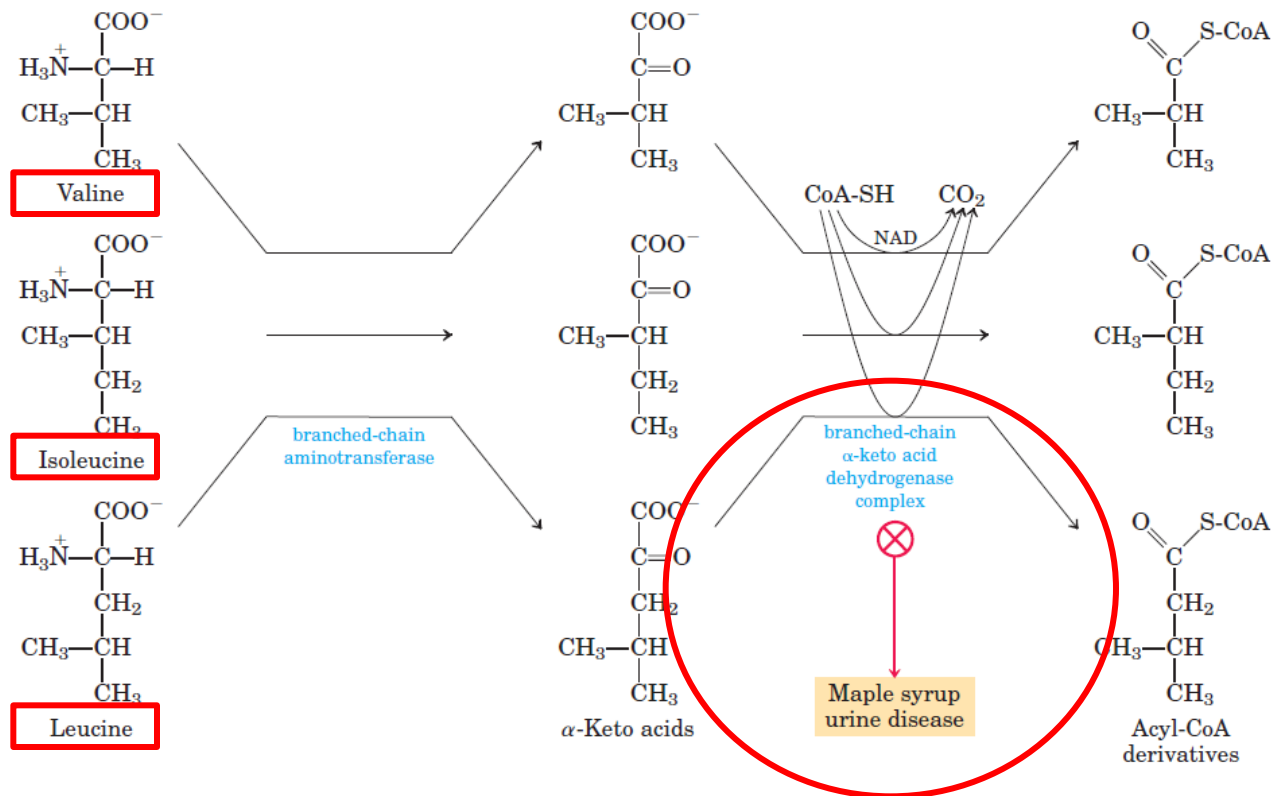 COO⁻
H₃N⁺—C—H
CH₃—CH
CH₃
Valine
COO⁻
H₃N⁺—C—H
CH₃—CH
CH₂
CH₃
Isoleucine
COO⁻
H₃N⁺—C—H
CH₂
CH₃—CH
CH₃
Leucine
branched-chain
aminotransferase
COO⁻
C=O
CH₃—CH
CH₃
COO⁻
C=O
CH₃—CH
CH₂
CH₃
COO⁻
C=O
CH₂
CH₃—CH
CH₃
α-Keto acids
CoA-SH CO₂
NAD
branched-chain
α-keto acid
dehydrogenase
complex
Maple syrup
urine disease
O S-CoA
C
CH₃—CH
CH₃
O S-CoA
C
CH₃—CH
CH₂
CH₃
O S-CoA
C
CH₂
CH₃—CH
CH₃
Acyl-CoA
derivatives